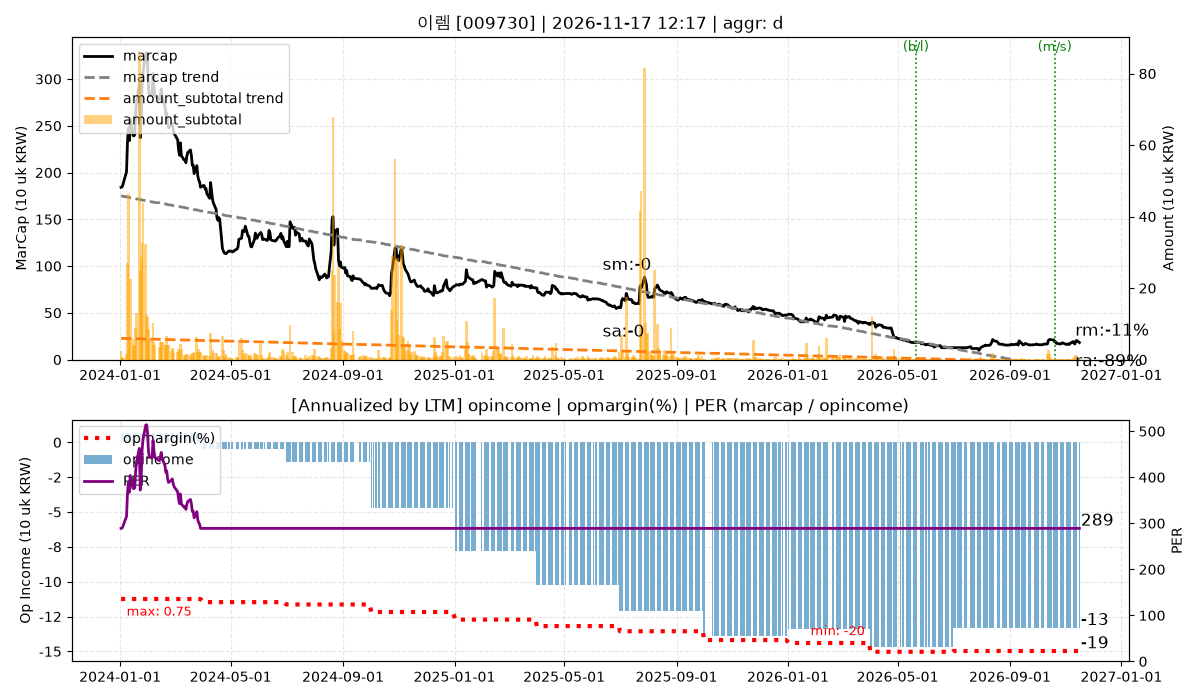 이렘 [009730] | 2026-11-17 12:17 | aggr: d
(b/l)
(m/s)
marcap
marcap trend
amount_subtotal trend
amount_subtotal
300
250
200
150
100
50
0
MarCap (10 uk KRW)
80
60
40
20
0
Amount (10 uk KRW)
sm:-0
sa:-0
rm:-11%
ra:-89%
2024-01-01
2024-05-01
2024-09-01
2025-01-01
2025-05-01
2025-09-01
2026-01-01
2026-05-01
2026-09-01
2027-01-01
[Annualized by LTM] opincome | opmargin(%) | PER (marcap / opincome)
opmargin(%)
opincome
PER
0
-2
-5
-8
-10
-12
-15
Op Income (10 uk KRW)
500
400
300
200
100
0
PER
289
-13
-19
max: 0.75
min: -20
2024-01-01
2024-05-01
2024-09-01
2025-01-01
2025-05-01
2025-09-01
2026-01-01
2026-05-01
2026-09-01
2027-01-01